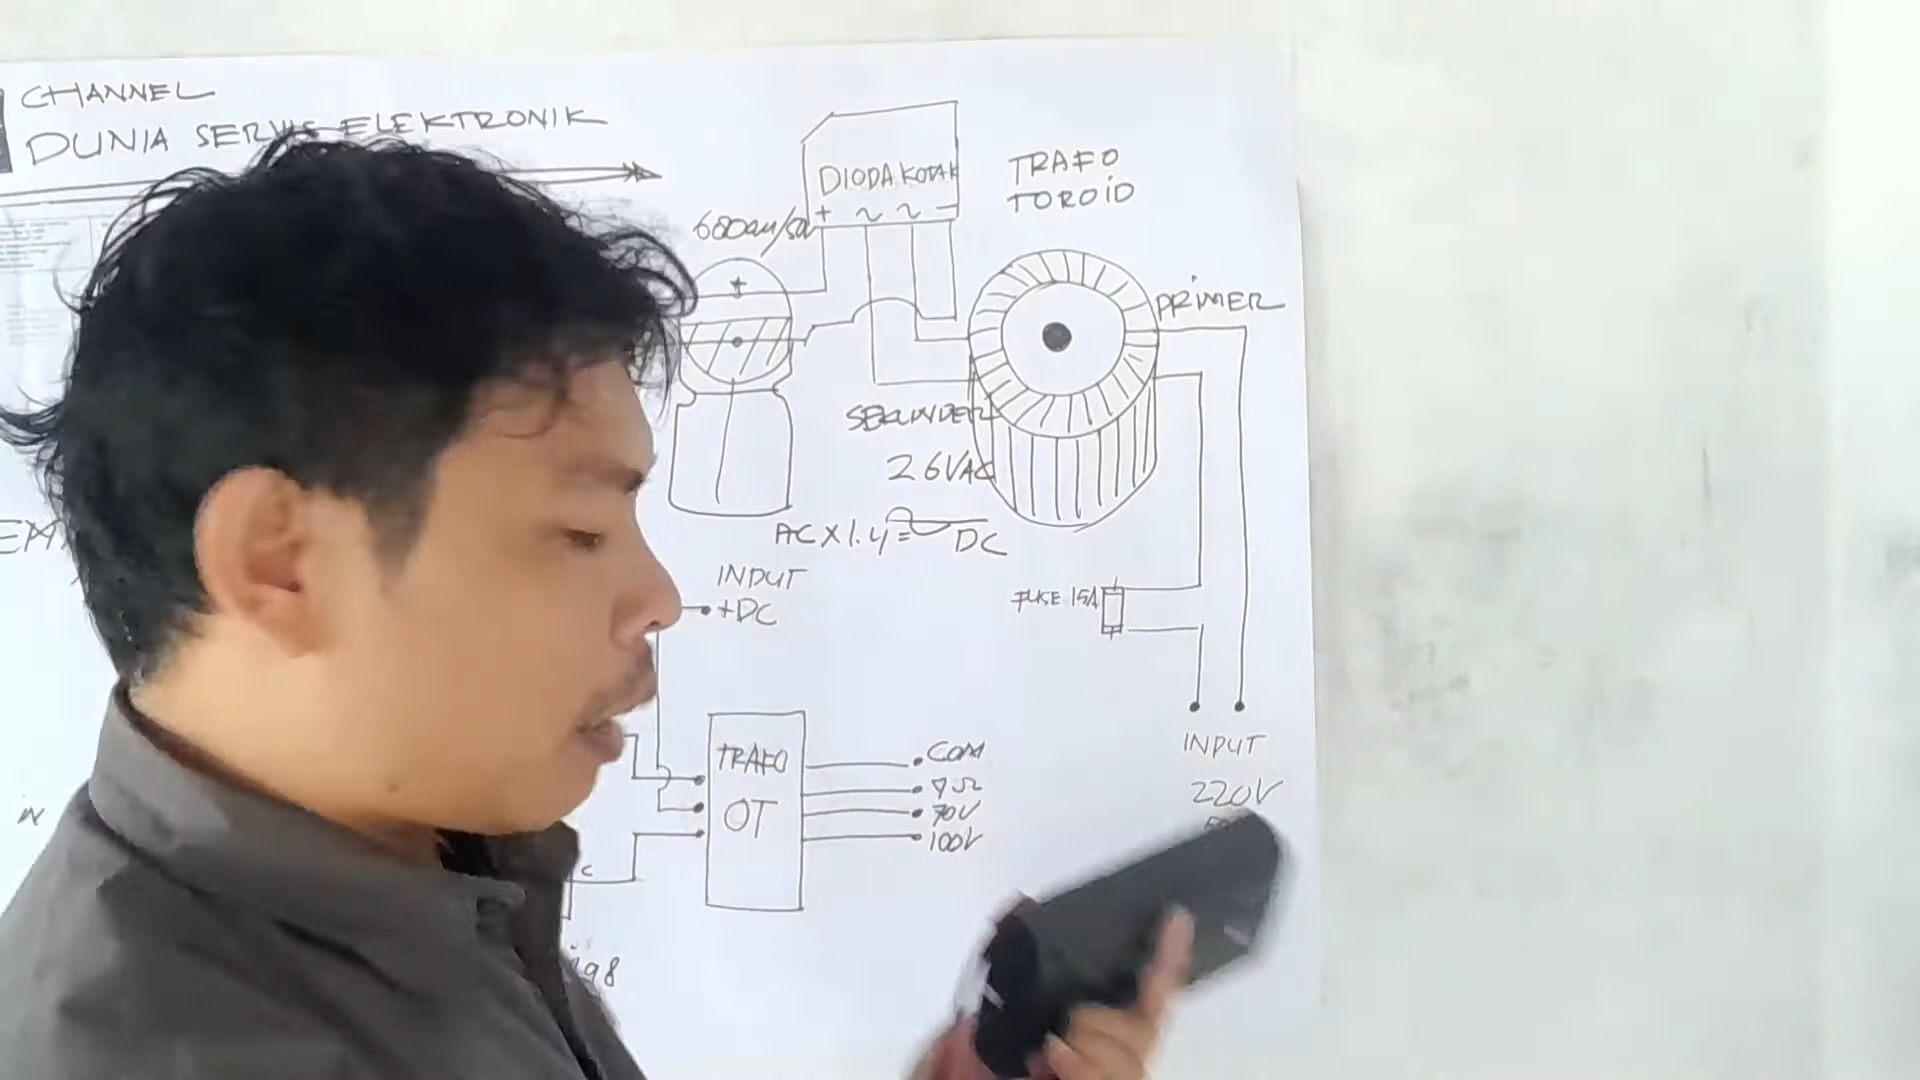 CHANNEL
DUNIA SERVIS ELEKTRONIK
DIODA KODAK
+ ~ ~ -
TRAFO
TOROID
+
PRIMER
SEKUNDER
26VAC
AC X 1.4 = DC
INPUT
+DC
FUSE 15A
TRAFO
OT
COM
70V
100V
INPUT
220V
C